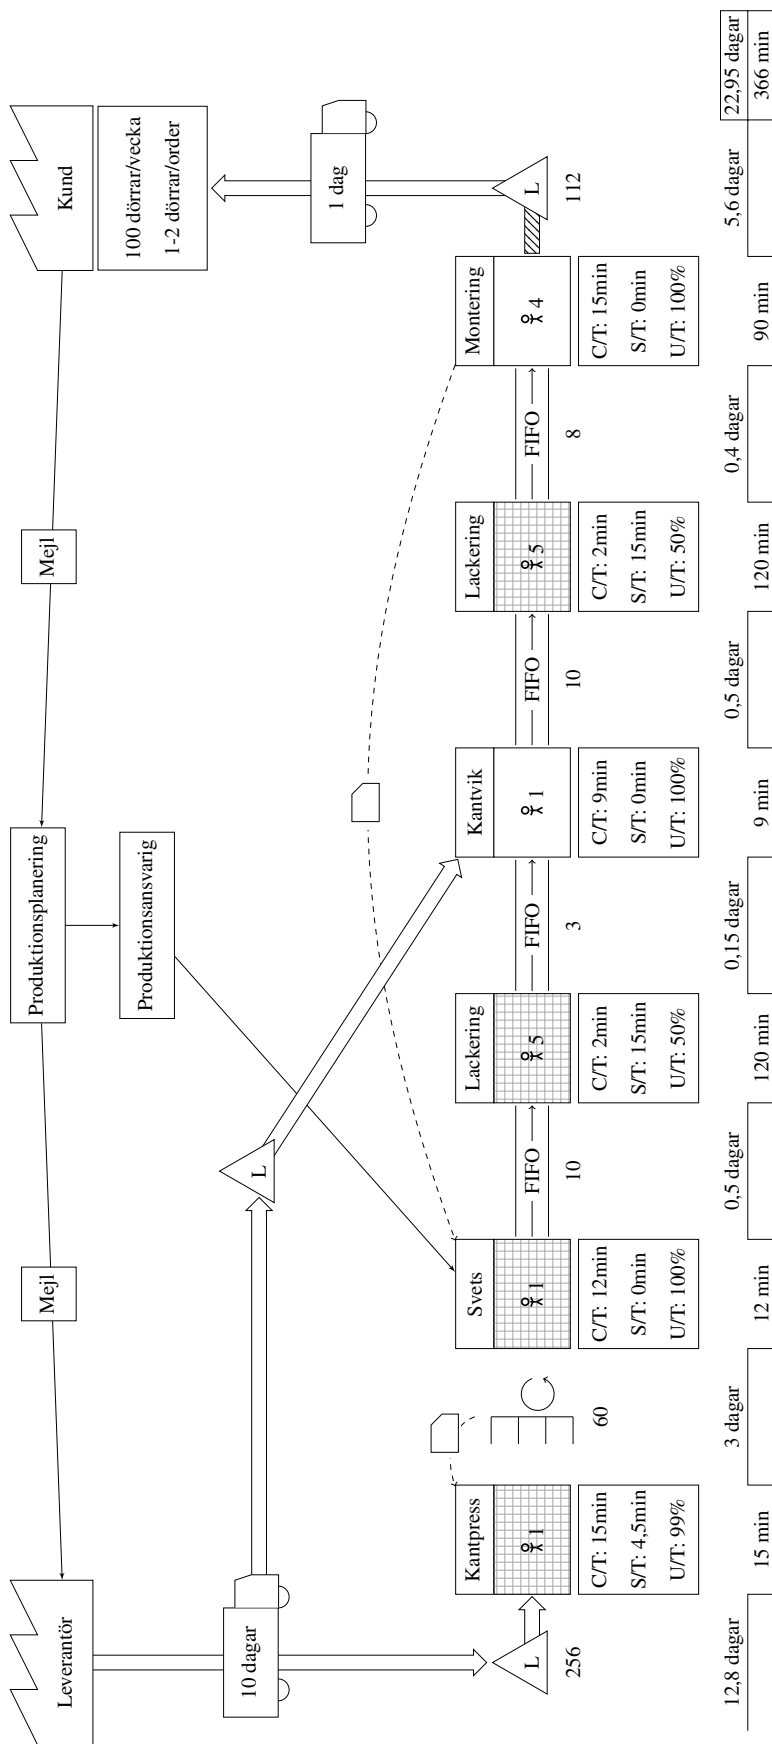 Leverantör
Mejl
Produktionsplanering
Mejl
Kund
100 dörrar/vecka
1-2 dörrar/order
Produktionsansvarig
10 dagar
L
1 dag
Kantpress
1
C/T: 15min
S/T: 4,5min
U/T: 99%
Svets
1
C/T: 12min
S/T: 0min
U/T: 100%
Lackering
5
C/T: 2min
S/T: 15min
U/T: 50%
Kantvik
1
C/T: 9min
S/T: 0min
U/T: 100%
Lackering
5
C/T: 2min
S/T: 15min
U/T: 50%
Montering
4
C/T: 15min
S/T: 0min
U/T: 100%
L
FIFO
FIFO
FIFO
FIFO
L
256
60
10
3
10
8
112
12,8 dagar
15 min
3 dagar
12 min
0,5 dagar
120 min
0,15 dagar
9 min
0,5 dagar
120 min
0,4 dagar
90 min
5,6 dagar
22,95 dagar
366 min